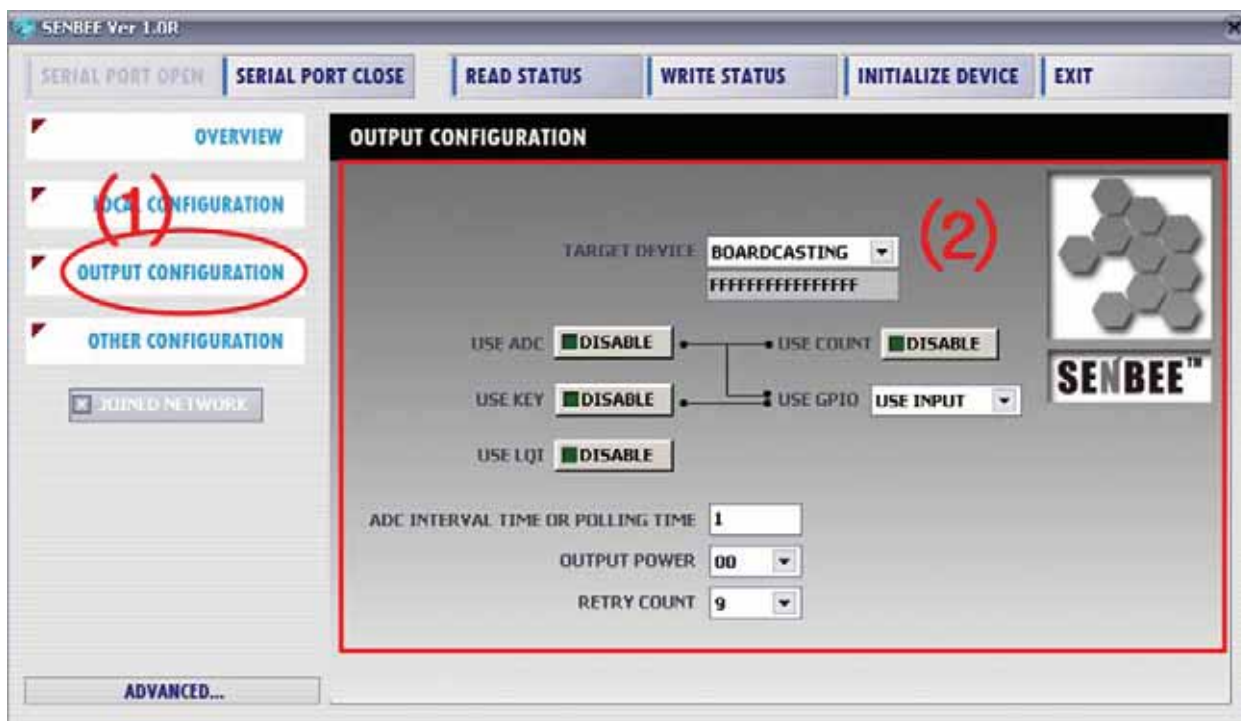 SENBEE Ver 1.0R
SERIAL PORT OPEN SERIAL PORT CLOSE READ STATUS WRITE STATUS INITIALIZE DEVICE EXIT
OVERVIEW
LOCAL CONFIGURATION
OUTPUT CONFIGURATION
OTHER CONFIGURATION
JOINED NETWORK
ADVANCED...
(1)
OUTPUT CONFIGURATION
(2)
TARGET DEVICE BOARDCASTING
FFFFFFFFFFFFFFFF
USE ADC DISABLE USE COUNT DISABLE
USE KEY DISABLE USE GPIO USE INPUT
USE LQI DISABLE
ADC INTERVAL TIME OR POLLING TIME 1
OUTPUT POWER 00
RETRY COUNT 9
SENBEE™